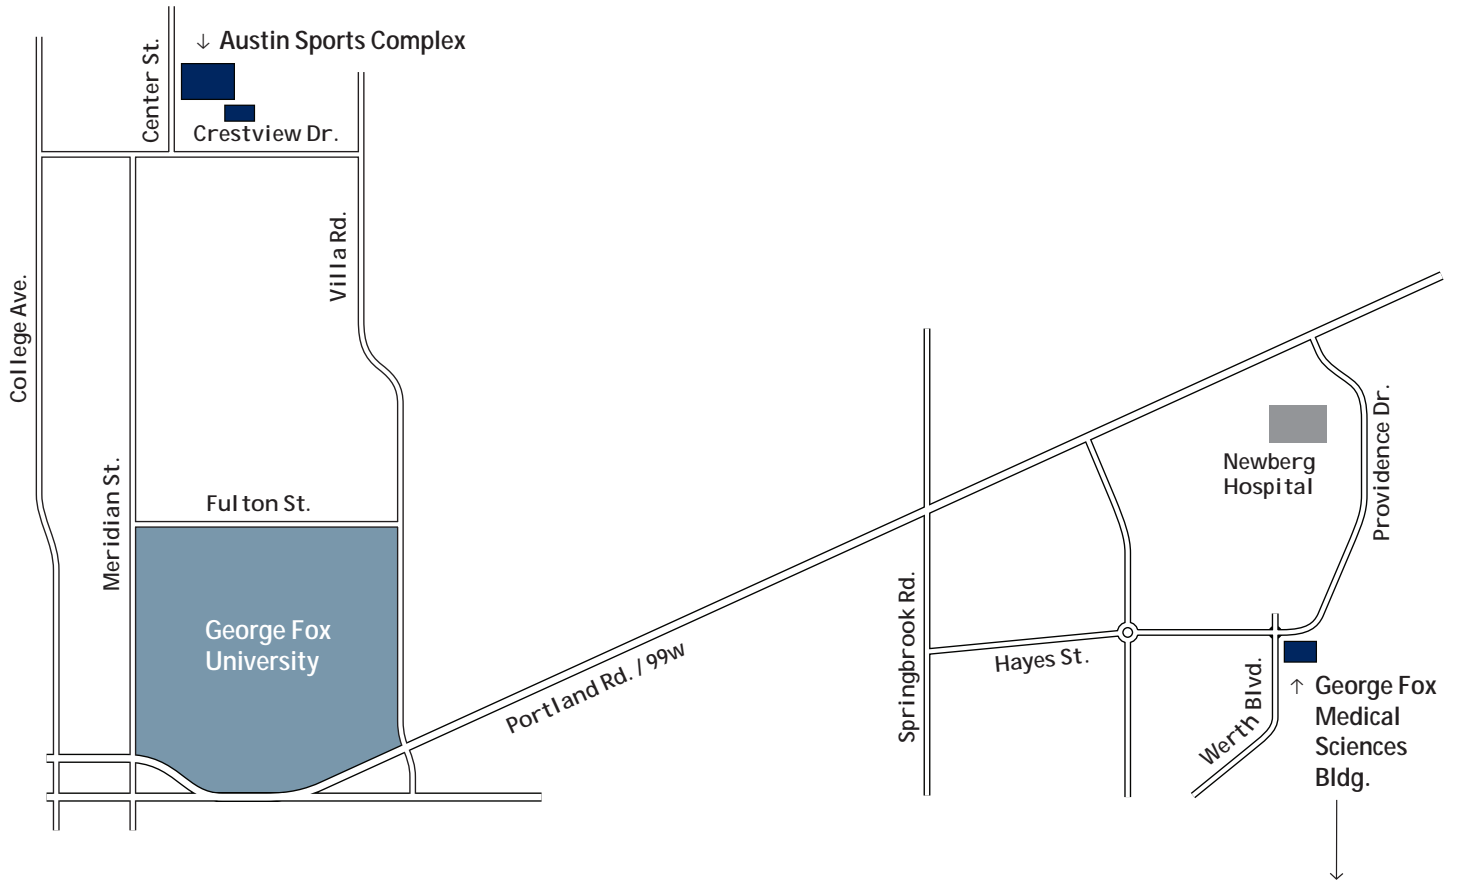 ↓ Austin Sports Complex
Center St.
Crestview Dr.
Villa Rd.
College Ave.
Meridian St.
Fulton St.
George Fox
University
Portland Rd. / 99w
Springbrook Rd.
Hayes St.
Newberg
Hospital
Providence Dr.
Werth Blvd.
↑ George Fox
Medical
Sciences
Bldg.